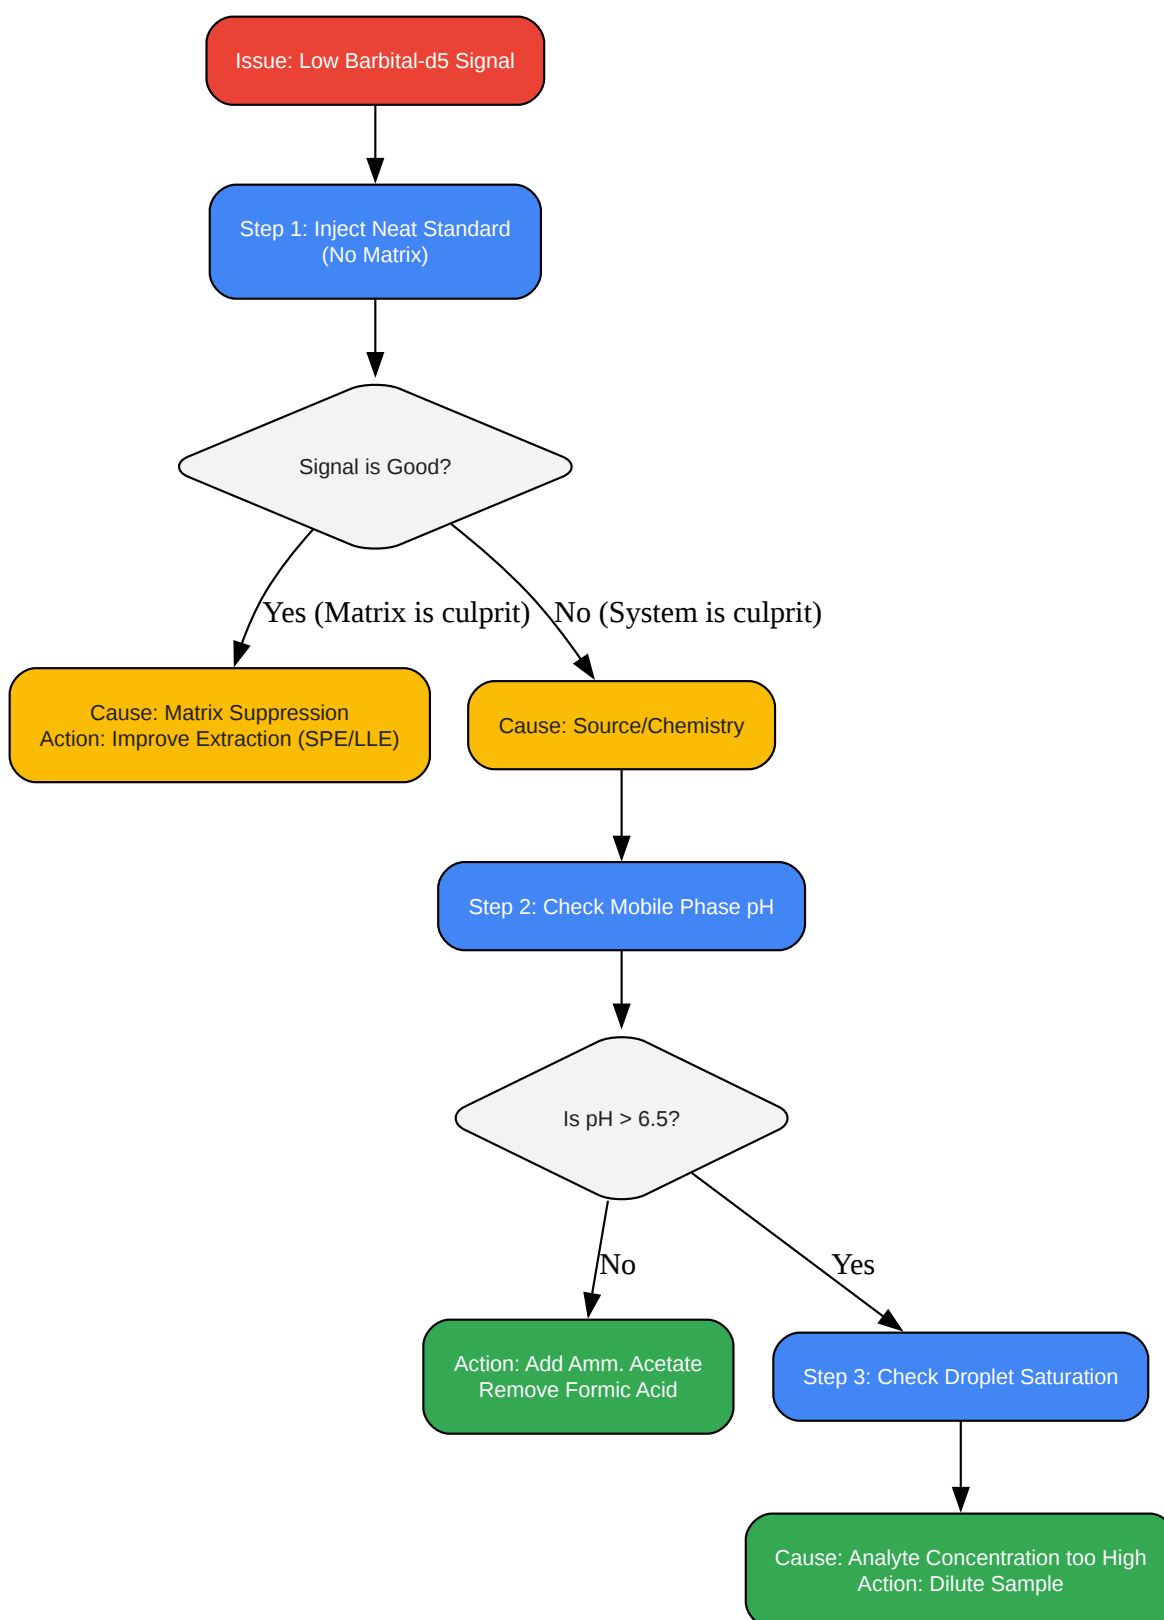 Issue: Low Barbital-d5 Signal
Step 1: Inject Neat Standard
(No Matrix)
Signal is Good?
Yes (Matrix is culprit)
No (System is culprit)
Cause: Matrix Suppression
Action: Improve Extraction (SPE/LLE)
Cause: Source/Chemistry
Step 2: Check Mobile Phase pH
Is pH > 6.5?
No
Yes
Action: Add Amm. Acetate
Remove Formic Acid
Step 3: Check Droplet Saturation
Cause: Analyte Concentration too High
Action: Dilute Sample